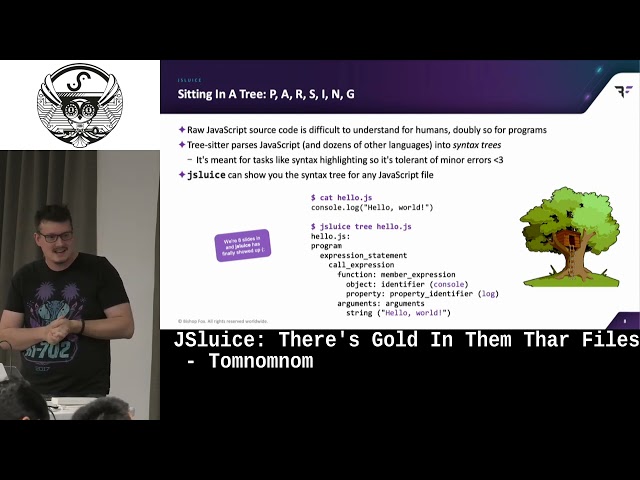 JSLUICE
Sitting In A Tree: P, A, R, S, I, N, G
Raw JavaScript source code is difficult to understand for humans, doubly so for programs
Tree-sitter parses JavaScript (and dozens of other languages) into syntax trees
– It's meant for tasks like syntax highlighting so it's tolerant of minor errors <3
jsluice can show you the syntax tree for any JavaScript file
$ cat hello.js
console.log("Hello, world!")
$ jsluice tree hello.js
hello.js:
program
expression_statement
call_expression
function: member_expression
object: identifier (console)
property: property_identifier (log)
arguments: arguments
string ("Hello, world!")
We're 8 slides in
and jsluice has
finally showed up (:
© Bishop Fox. All rights reserved worldwide.
8
702
2017
JSluice: There's Gold In Them Thar Files
- Tomnomnom